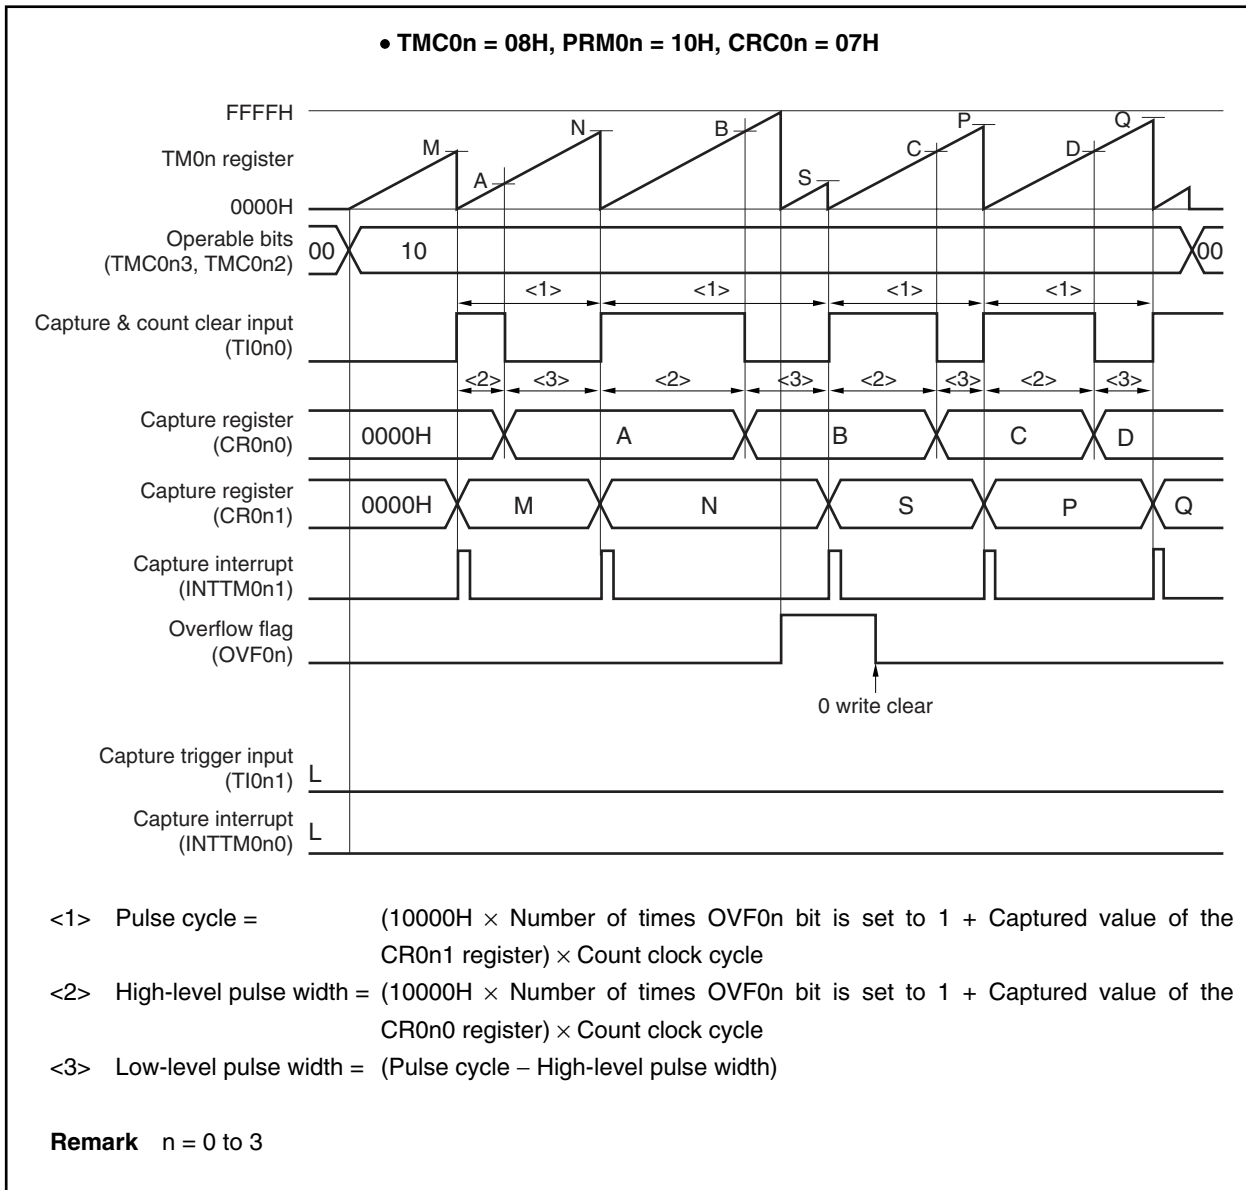 • TMC0n = 08H, PRM0n = 10H, CRC0n = 07H
FFFFH
TM0n register
0000H
M
A
N
B
S
C
P
D
Q
Operable bits
(TMC0n3, TMC0n2)
00
10
00
<1>
<1>
<1>
<1>
Capture & count clear input
(TI0n0)
<2>
<3>
<2>
<3>
<2>
<3>
<2>
<3>
Capture register
(CR0n0)
0000H
A
B
C
D
Capture register
(CR0n1)
0000H
M
N
S
P
Q
Capture interrupt
(INTTM0n1)
Overflow flag
(OVF0n)
0 write clear
Capture trigger input
(TI0n1)
L
Capture interrupt
(INTTM0n0)
L
<1> Pulse cycle = (10000H × Number of times OVF0n bit is set to 1 + Captured value of the
CR0n1 register) × Count clock cycle
<2> High-level pulse width = (10000H × Number of times OVF0n bit is set to 1 + Captured value of the
CR0n0 register) × Count clock cycle
<3> Low-level pulse width = (Pulse cycle − High-level pulse width)
Remark n = 0 to 3